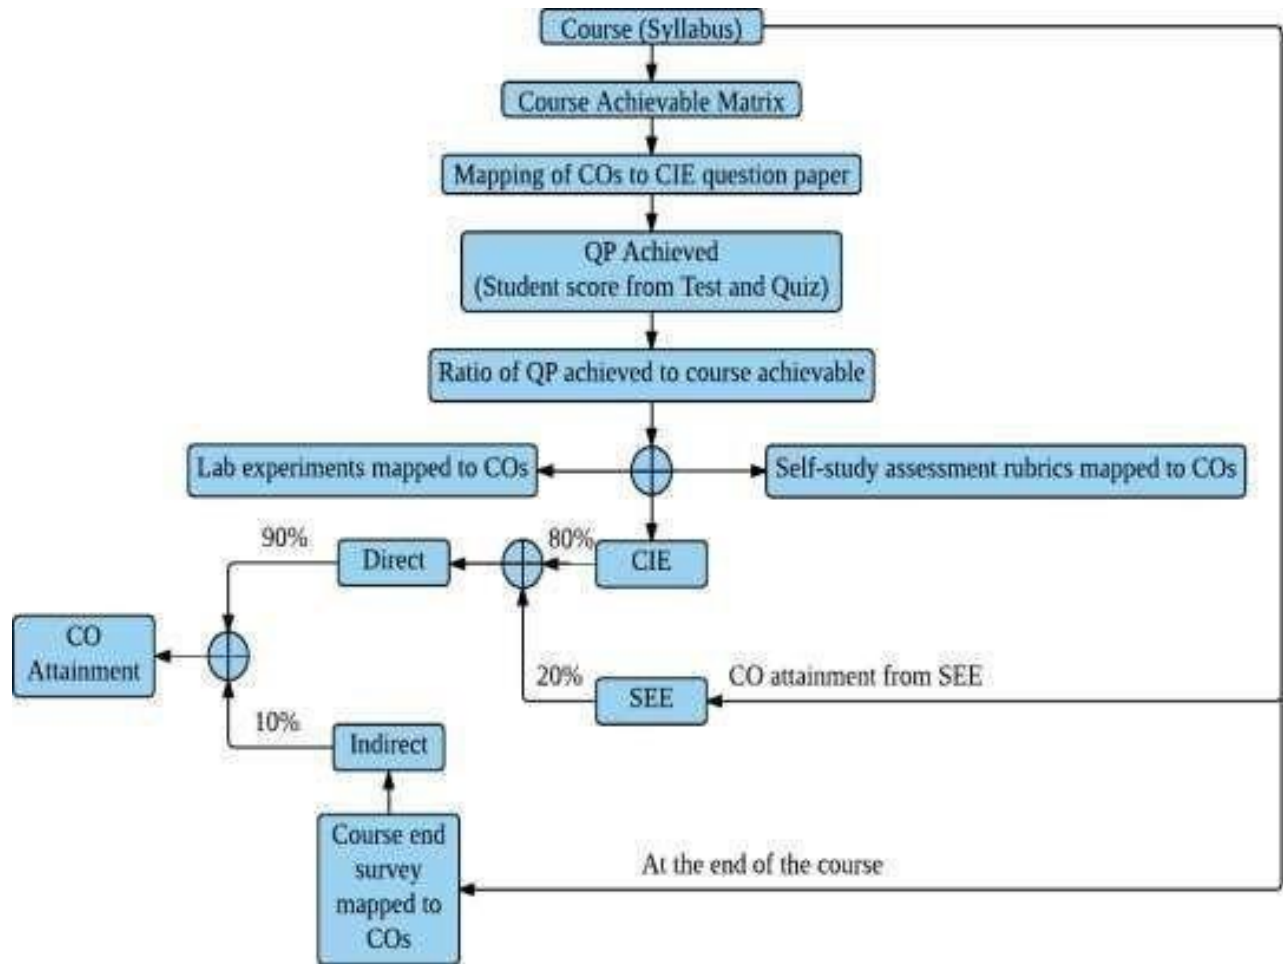 Course (Syllabus)
Course Achievable Matrix
Mapping of COs to CIE question paper
QP Achieved
(Student score from Test and Quiz)
Ratio of QP achieved to course achievable
Lab experiments mapped to COs
Self-study assessment rubrics mapped to COs
90%
Direct
80%
CIE
CO
Attainment
20%
SEE
CO attainment from SEE
10%
Indirect
Course end
survey
mapped to
COs
At the end of the course